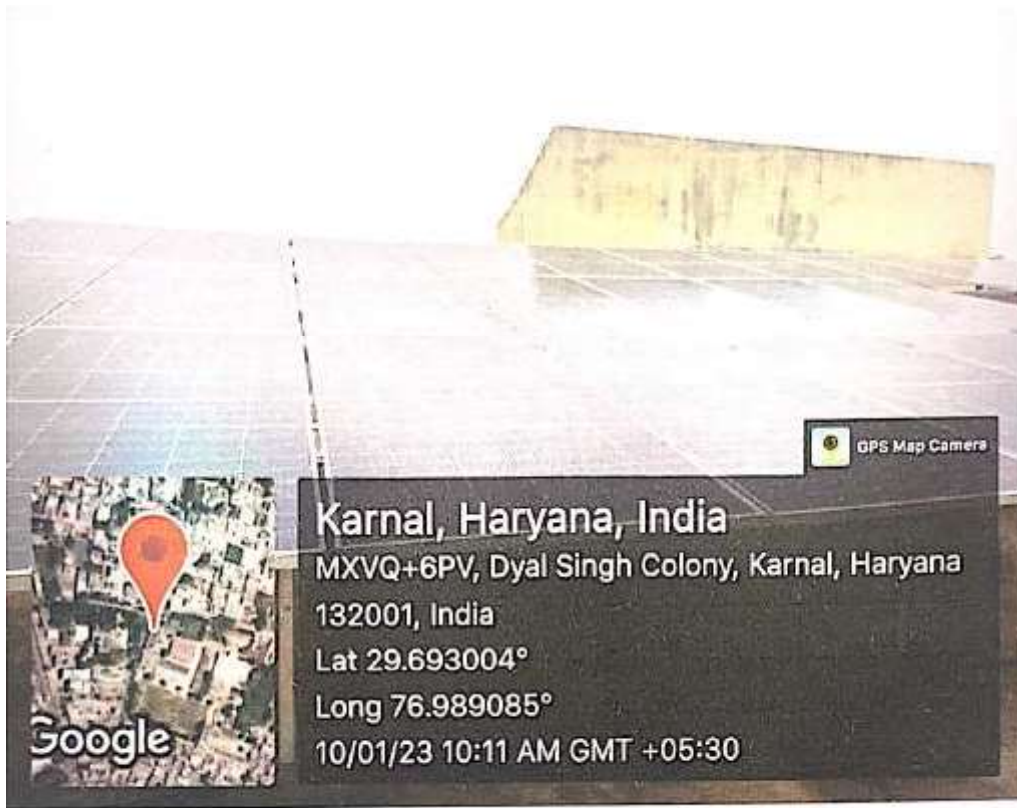 GPS Map Camera
Karnal, Haryana, India
MXVQ+6PV, Dyal Singh Colony, Karnal, Haryana
132001, India
Lat 29.693004°
Long 76.989085°
10/01/23 10:11 AM GMT +05:30
Google